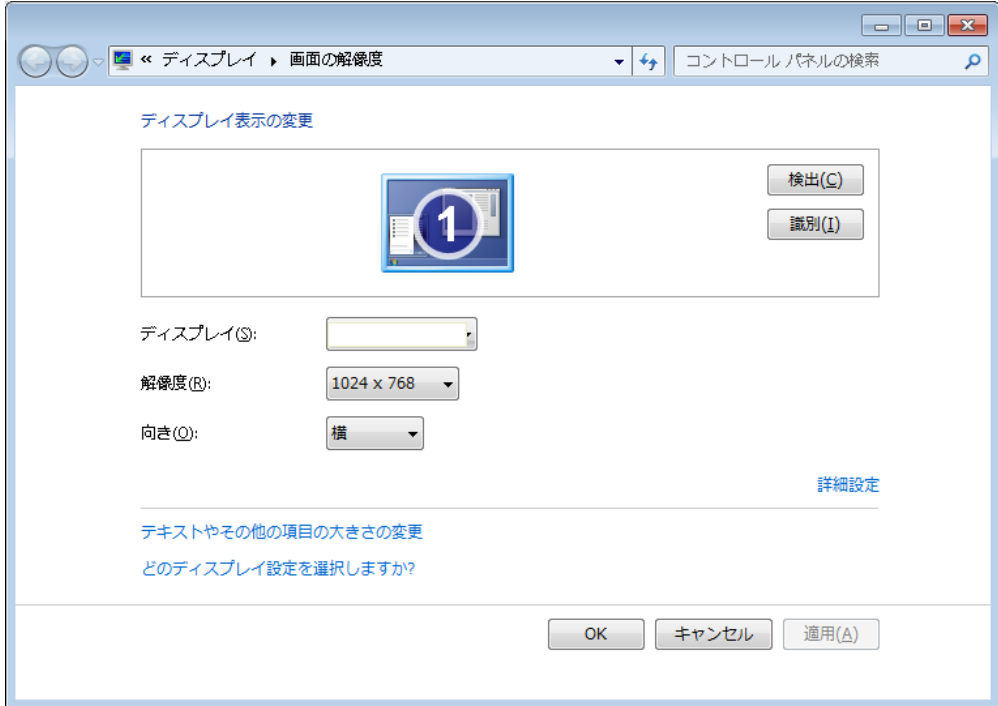 « ディスプレイ ▸ 画面の解像度
コントロール パネルの検索
ディスプレイ表示の変更
1
検出(C)
識別(I)
ディスプレイ(S):
解像度(R): 1024 x 768
向き(O): 横
詳細設定
テキストやその他の項目の大きさの変更
どのディスプレイ設定を選択しますか?
OK キャンセル 適用(A)